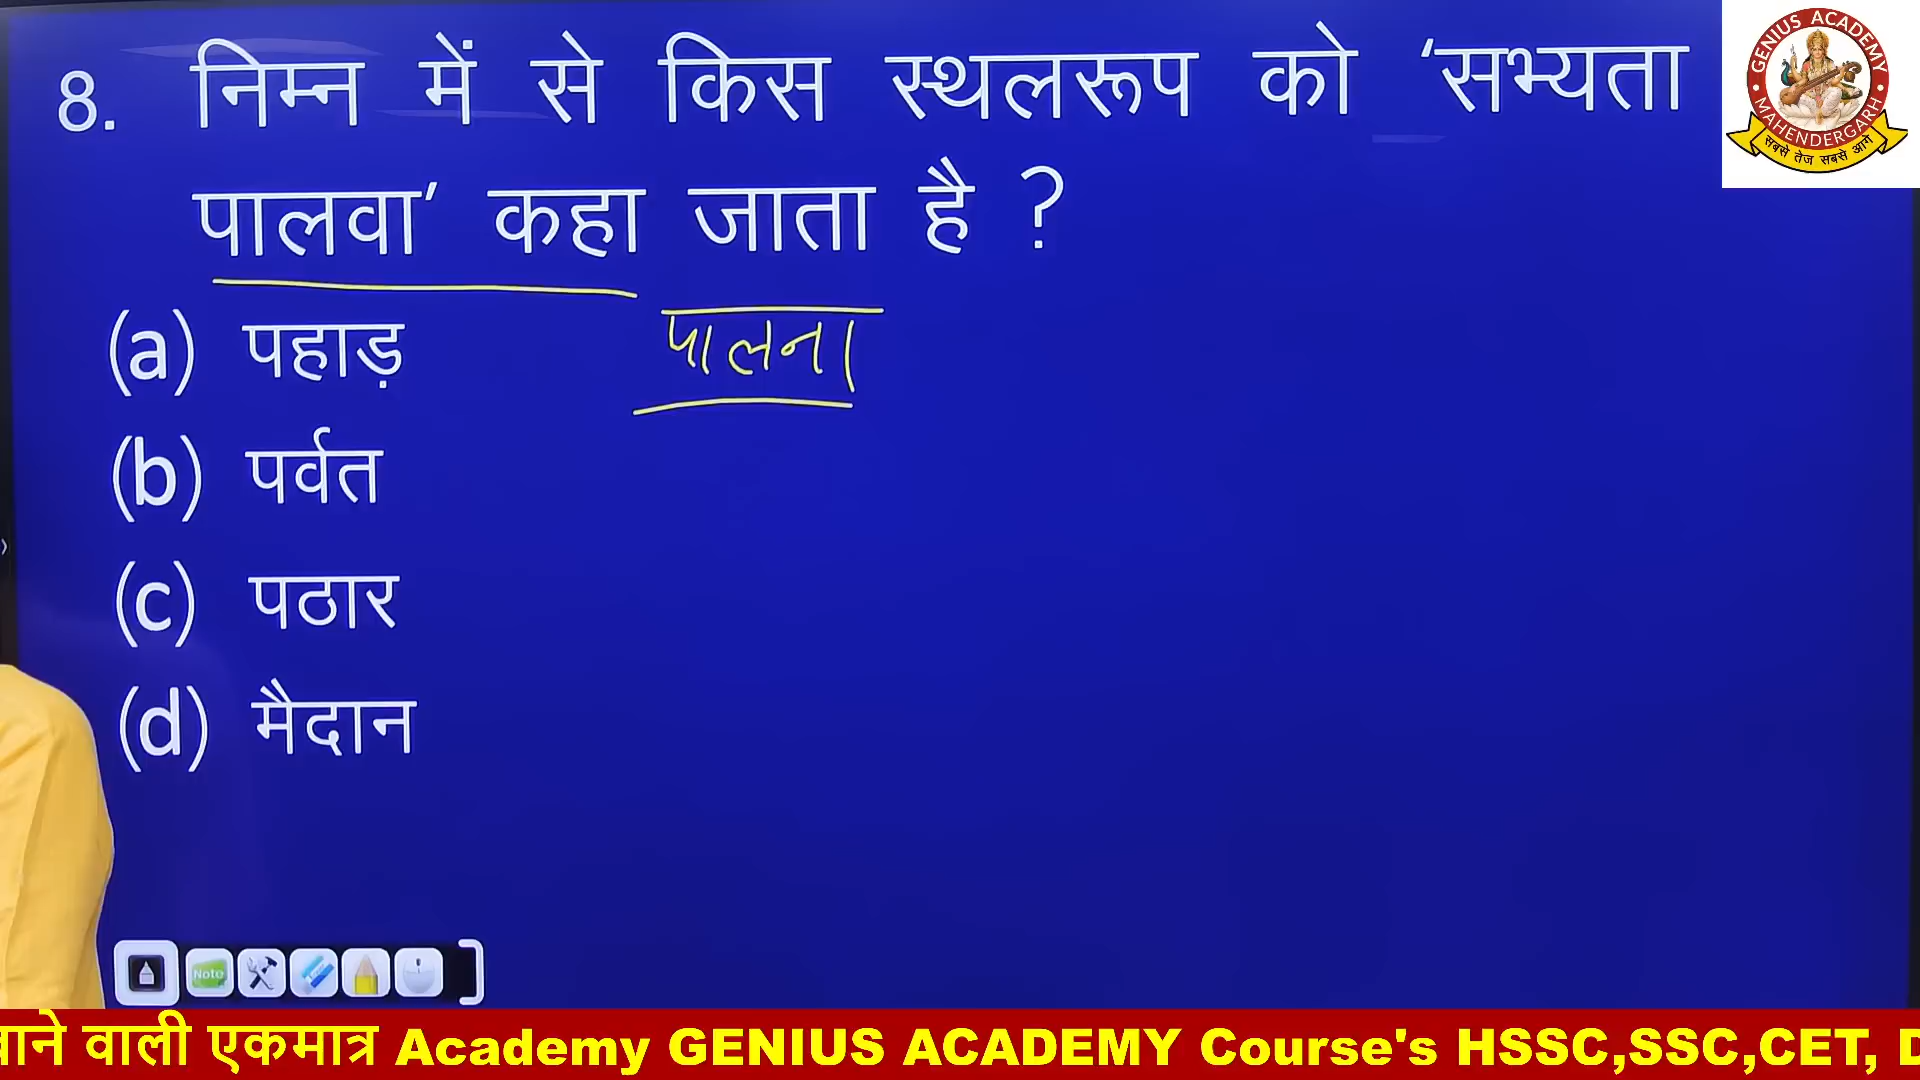 8. निम्न में से किस स्थलरूप को ‘सभ्यता
पालवा’ कहा जाता है ?
(a) पहाड़
पालना
(b) पर्वत
(c) पठार
(d) मैदान
GENIUS ACADEMY
MAHENDERGARH
सबसे तेज सबसे आगे
Note
वाली एकमात्र Academy GENIUS ACADEMY Course's HSSC,SSC,CET,